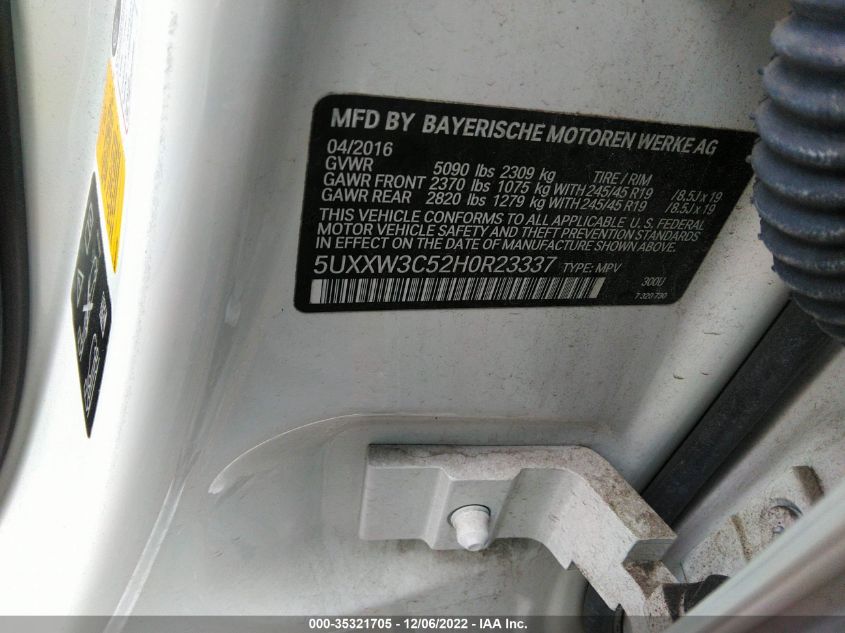 MFD BY BAYERISCHE MOTOREN WERKE AG
04/2016
GVWR 5090 lbs 2309 kg TIRE / RIM
GAWR FRONT 2370 lbs 1075 kg WITH 245/45 R19 /8.5J x 19
GAWR REAR 2820 lbs 1279 kg WITH 245/45 R19 /8.5J x 19
THIS VEHICLE CONFORMS TO ALL APPLICABLE U. S. FEDERAL
MOTOR VEHICLE SAFETY AND THEFT PREVENTION STANDARDS
IN EFFECT ON THE DATE OF MANUFACTURE SHOWN ABOVE.
5UXXW3C52H0R23337 TYPE: MPV
300U
7 320 730
000-35321705 - 12/06/2022 - IAA Inc.